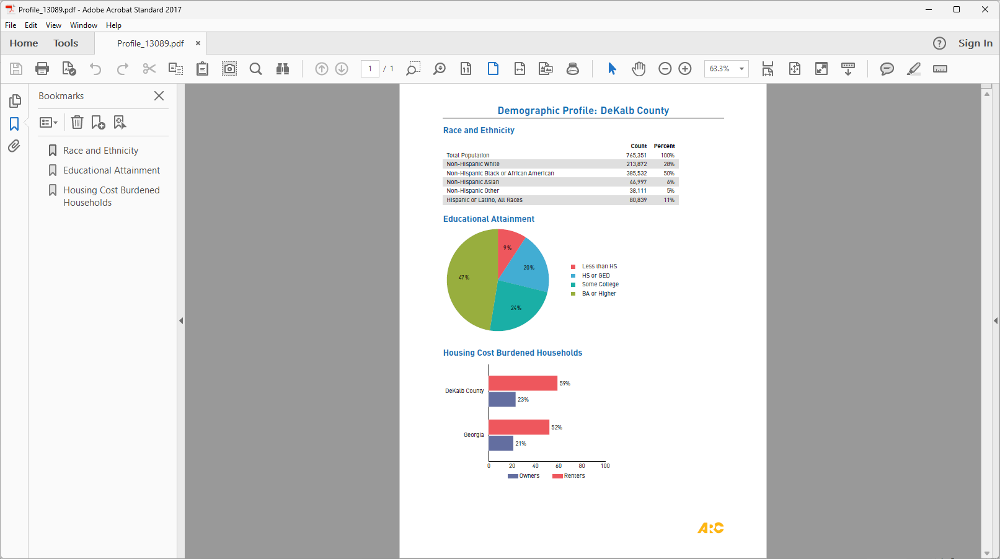 Profile_13089.pdf - Adobe Acrobat Standard 2017
File Edit View Window Help
Home Tools Profile_13089.pdf Sign In
1 / 1 63.3%
Bookmarks
Race and Ethnicity
Educational Attainment
Housing Cost Burdened
Households
Demographic Profile: DeKalb County
Race and Ethnicity
Count Percent
Total Population 765,351 100%
Non-Hispanic White 213,872 28%
Non-Hispanic Black or African American 385,532 50%
Non-Hispanic Asian 46,997 6%
Non-Hispanic Other 38,111 5%
Hispanic or Latino, All Races 80,839 11%
Educational Attainment
9%
20%
47%
24%
Less than HS
HS or GED
Some College
BA or Higher
Housing Cost Burdened Households
59%
DeKalb County
23%
52%
Georgia
21%
0 20 40 60 80 100
Owners Renters
ARC